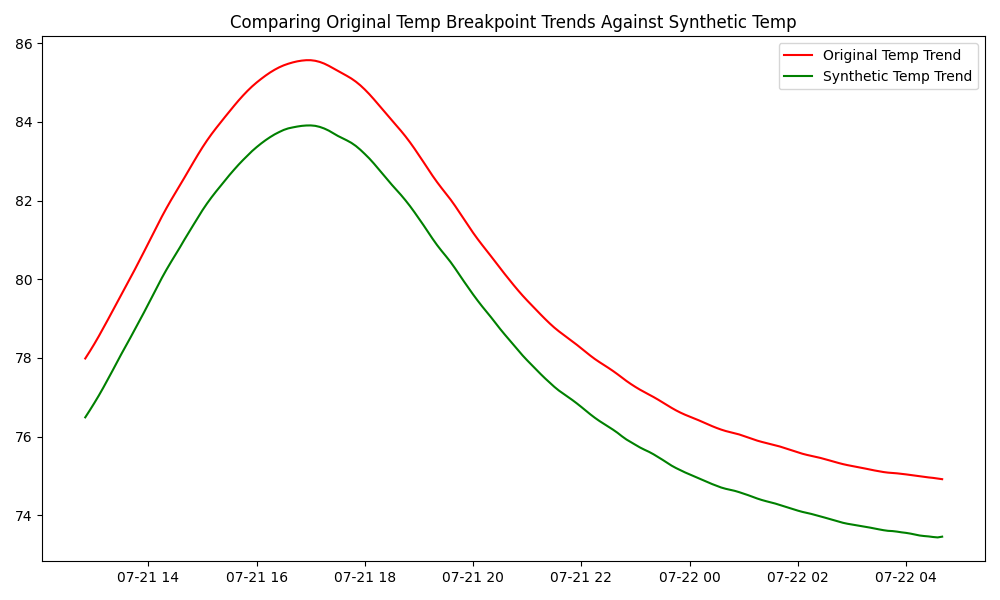 Comparing Original Temp Breakpoint Trends Against Synthetic Temp
Original Temp Trend
Synthetic Temp Trend
86
84
82
80
78
76
74
07-21 14 07-21 16 07-21 18 07-21 20 07-21 22 07-22 00 07-22 02 07-22 04